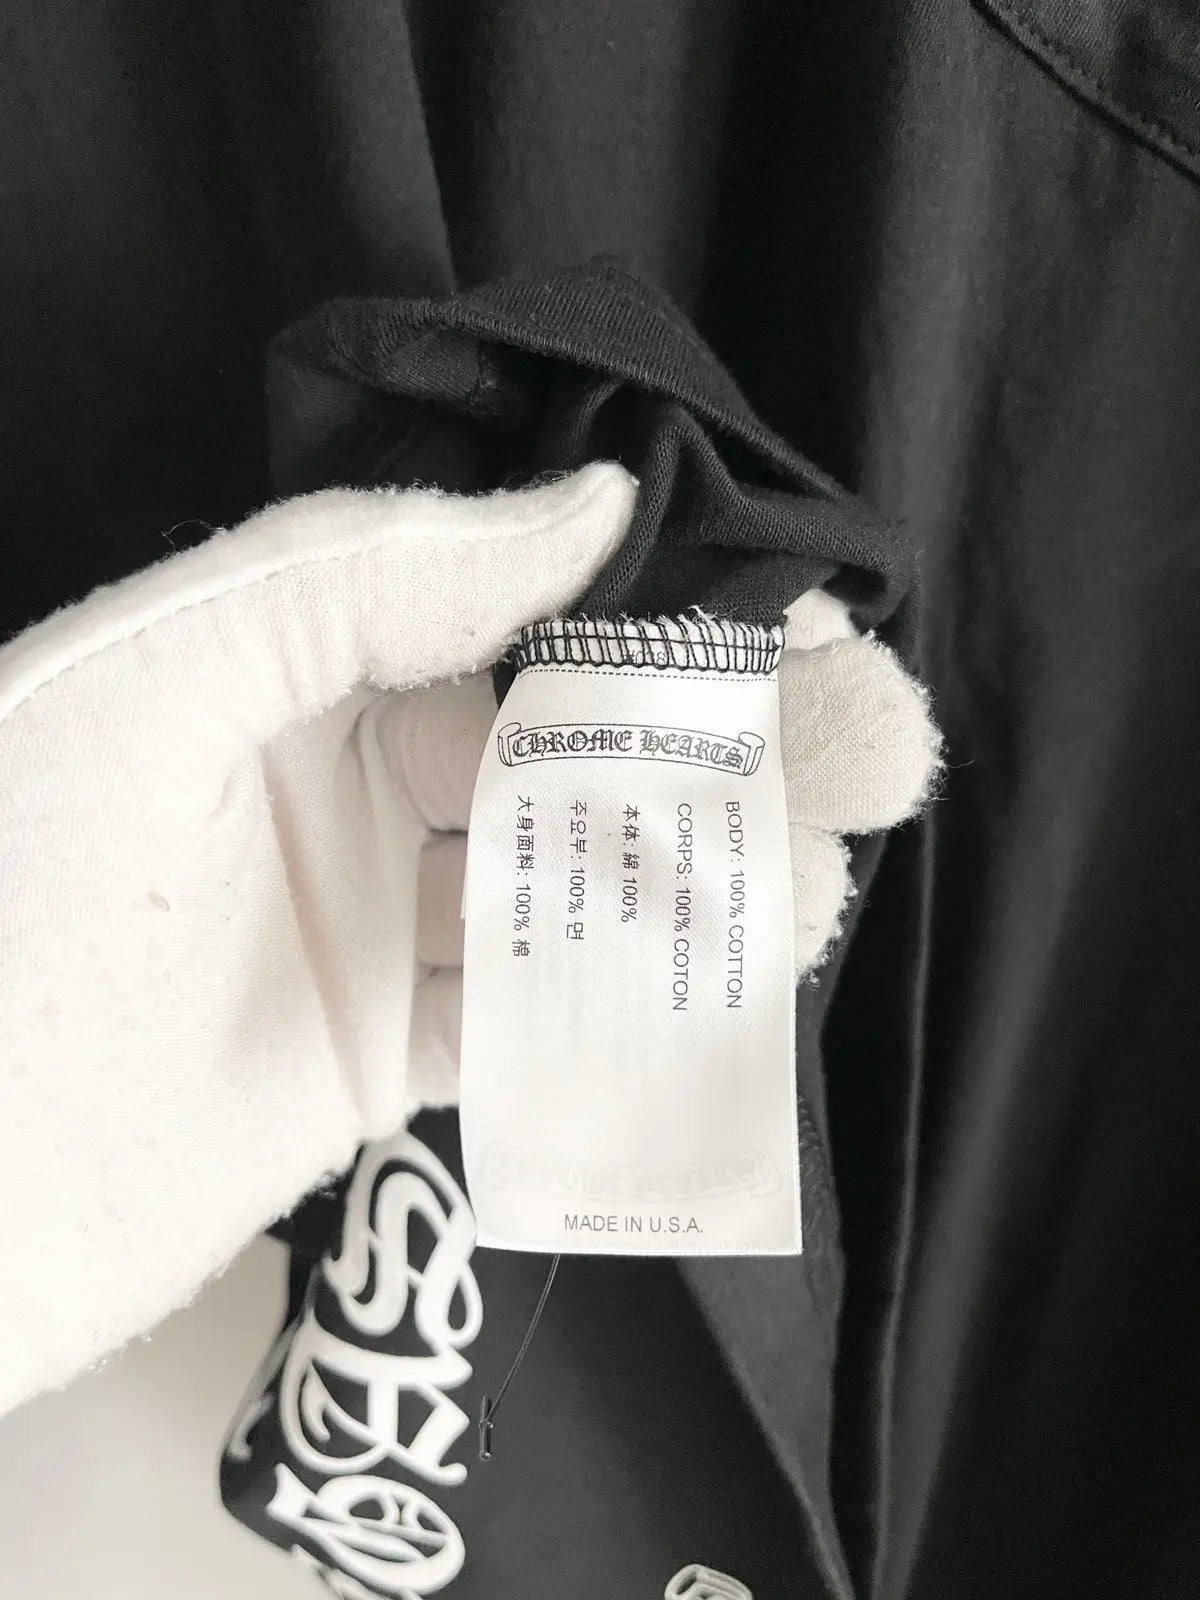 CHROME HEARTS
BODY: 100% COTTON
CORPS: 100% COTON
本体: 綿 100%
주요부: 100% 면
大身面料: 100% 棉
MADE IN U.S.A.